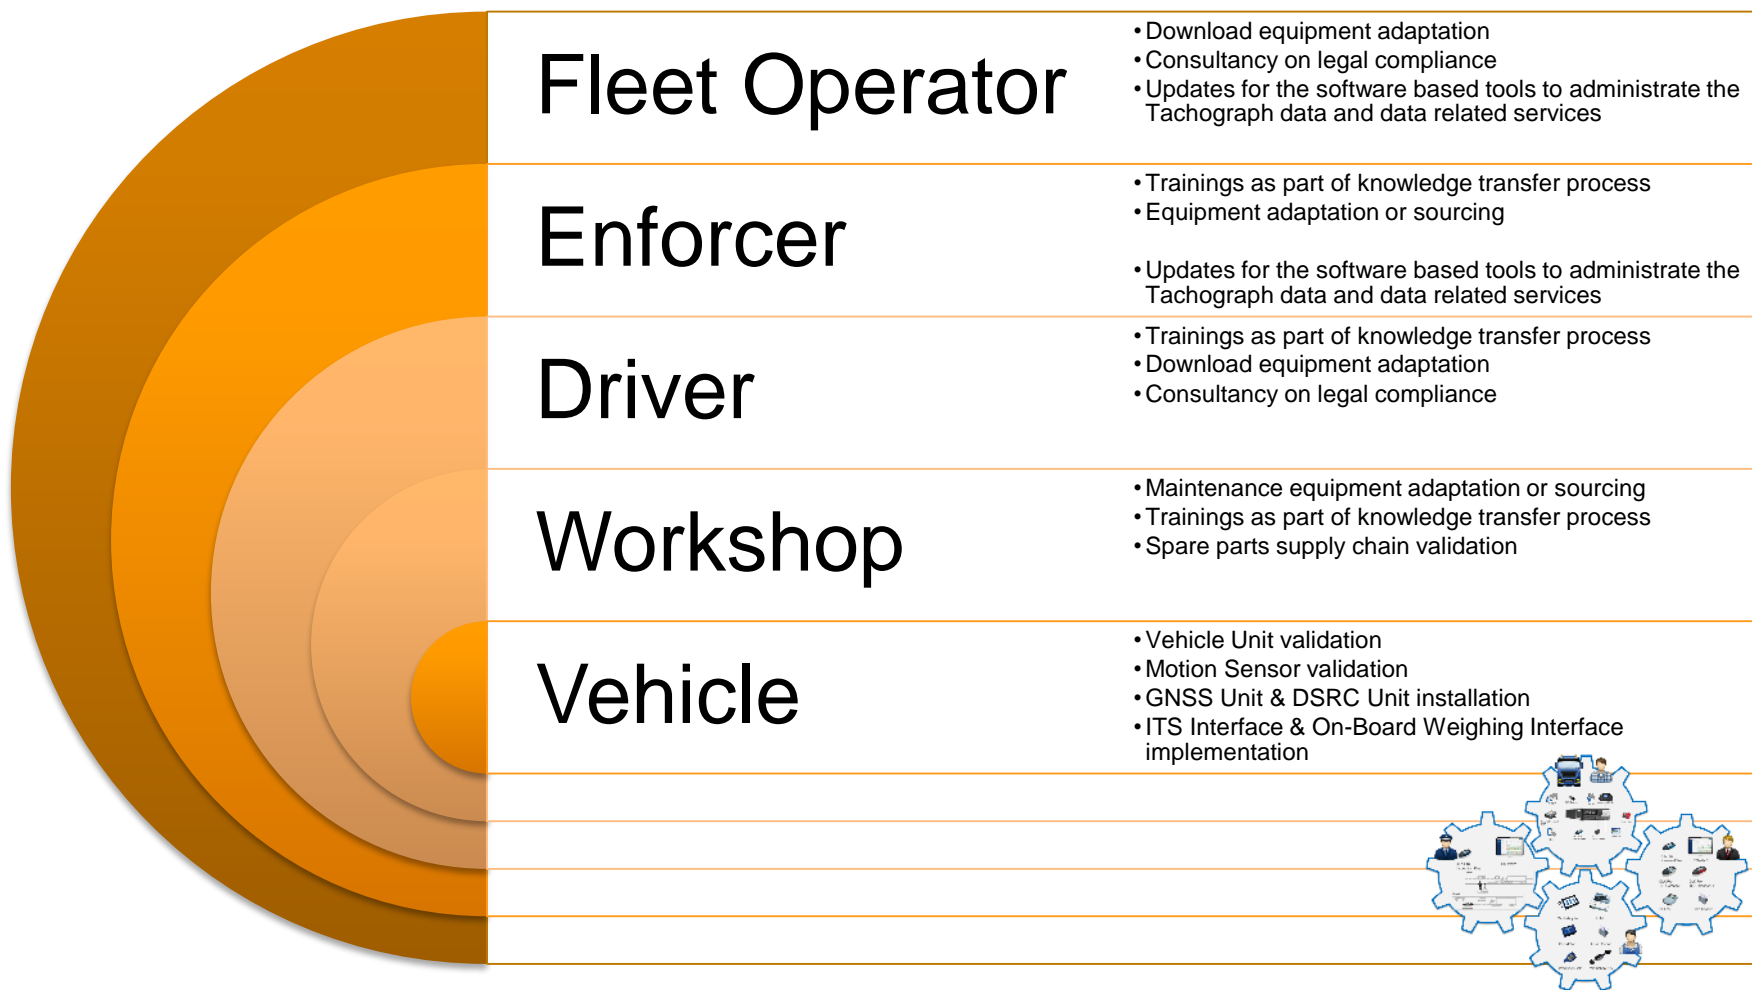 Fleet Operator
•Download equipment adaptation
•Consultancy on legal compliance
•Updates for the software based tools to administrate the
Tachograph data and data related services
Enforcer
•Trainings as part of knowledge transfer process
•Equipment adaptation or sourcing
•Updates for the software based tools to administrate the
Tachograph data and data related services
Driver
•Trainings as part of knowledge transfer process
•Download equipment adaptation
•Consultancy on legal compliance
Workshop
•Maintenance equipment adaptation or sourcing
•Trainings as part of knowledge transfer process
•Spare parts supply chain validation
Vehicle
•Vehicle Unit validation
•Motion Sensor validation
•GNSS Unit & DSRC Unit installation
•ITS Interface & On-Board Weighing Interface
implementation